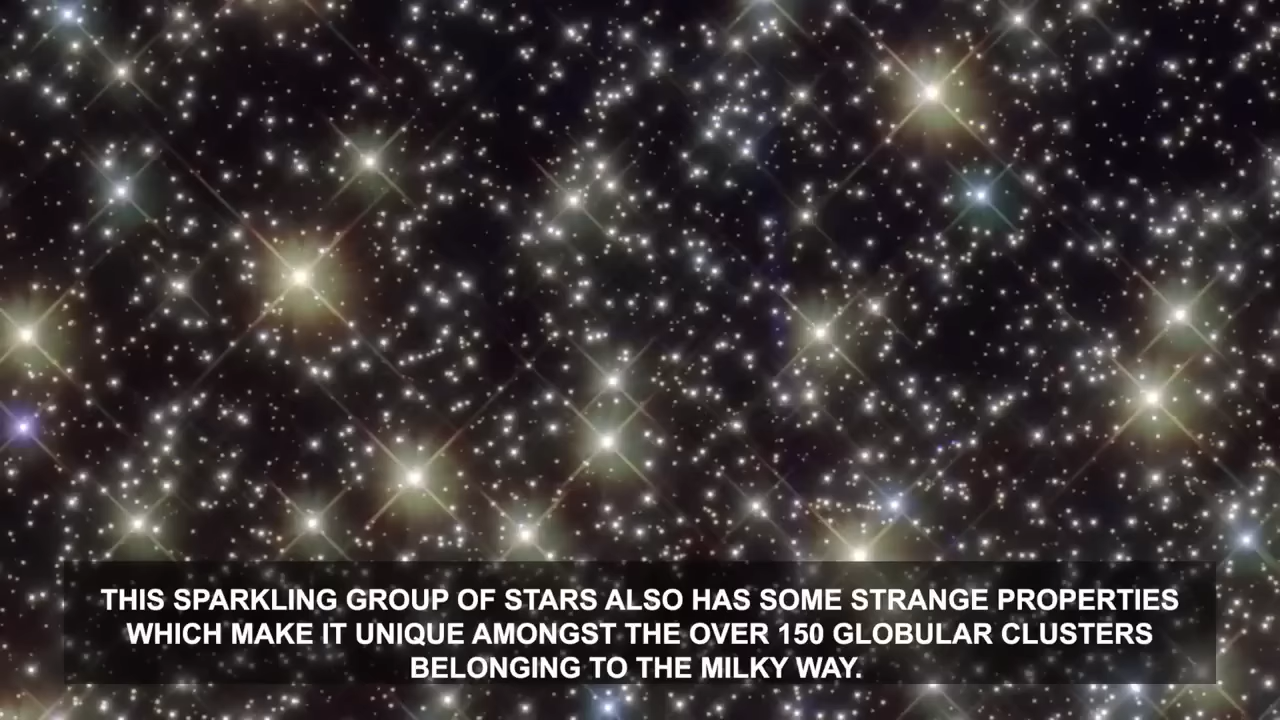 THIS SPARKLING GROUP OF STARS ALSO HAS SOME STRANGE PROPERTIES
WHICH MAKE IT UNIQUE AMONGST THE OVER 150 GLOBULAR CLUSTERS
BELONGING TO THE MILKY WAY.